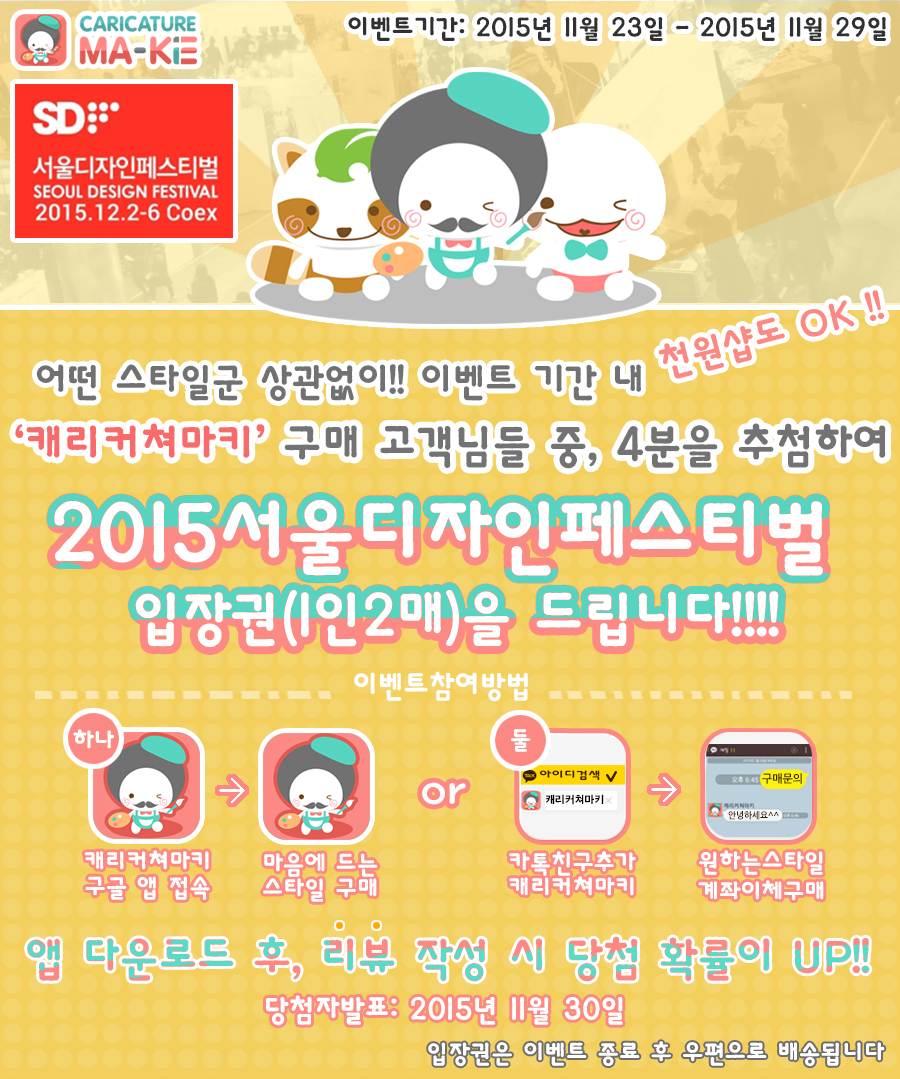 CARICATURE
MA-KIE
이벤트기간: 2015년 11월 23일 - 2015년 11월 29일
SD
서울디자인페스티벌
SEOUL DESIGN FESTIVAL
2015.12.2-6 Coex
천원샵도 OK !!
어떤 스타일군 상관없이!! 이벤트 기간 내
‘캐리커쳐마키’ 구매 고객님들 중, 4분을 추첨하여
2015서울디자인페스티벌
입장권(1인2매)을 드립니다!!!!
이벤트참여방법
하나
캐리커쳐마키
구글 앱 접속
마음에 드는
스타일 구매
or
둘
TALK 아이디검색
캐리커쳐마키
카톡친구추가
캐리커쳐마키
오후 6:45 구매문의
캐리커쳐마키
안녕하세요^^
원하는스타일
계좌이체구매
앱 다운로드 후, 리뷰 작성 시 당첨 확률이 UP!!
당첨자발표: 2015년 11월 30일
입장권은 이벤트 종료 후 우편으로 배송됩니다